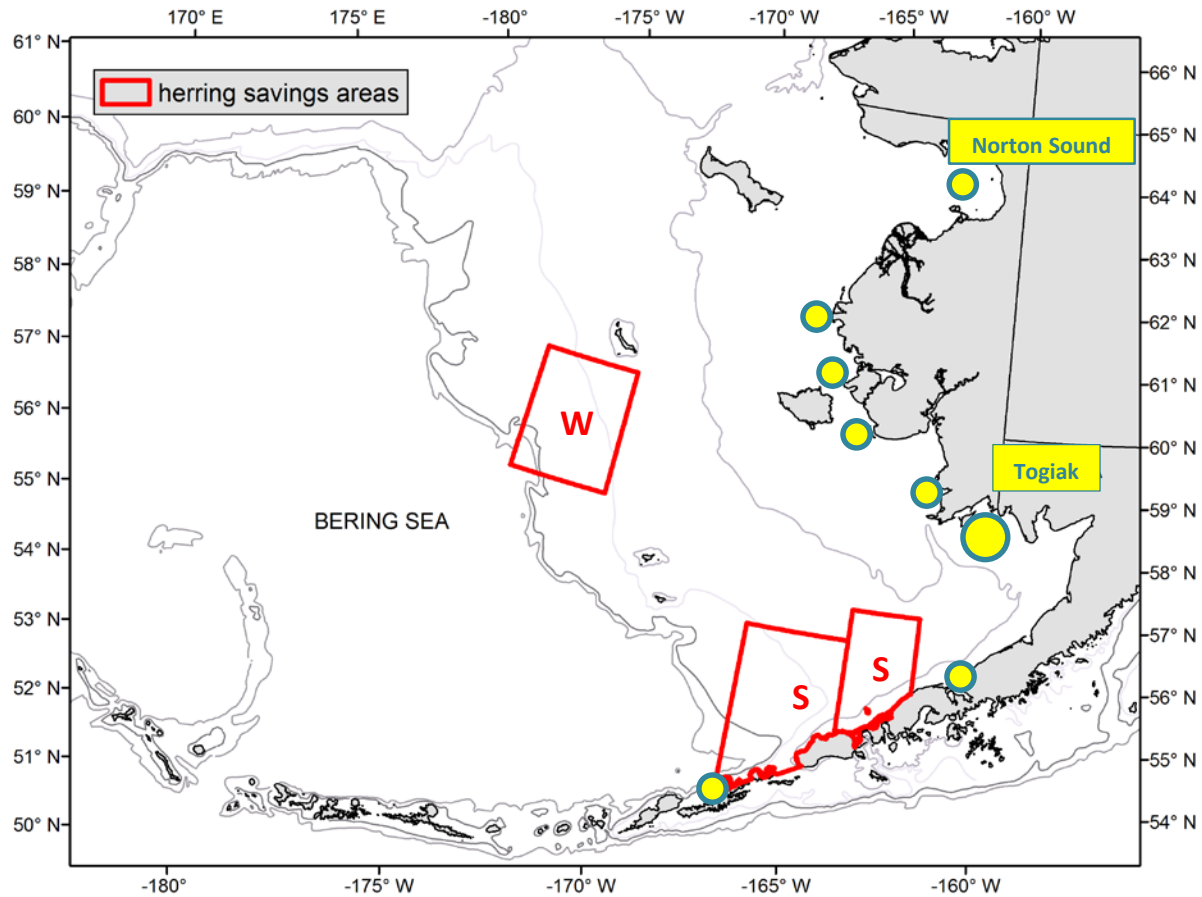 170° E 175° E -180° -175° W -170° W -165° W -160° W
61° N
herring savings areas
66° N
60° N
65° N
Norton Sound
59° N
64° N
58° N
63° N
57° N
62° N
61° N
56° N
W
60° N
55° N
Togiak
59° N
BERING SEA
54° N
58° N
53° N
57° N
S
S
52° N
56° N
51° N
55° N
50° N
54° N
-180° -175° W -170° W -165° W -160° W